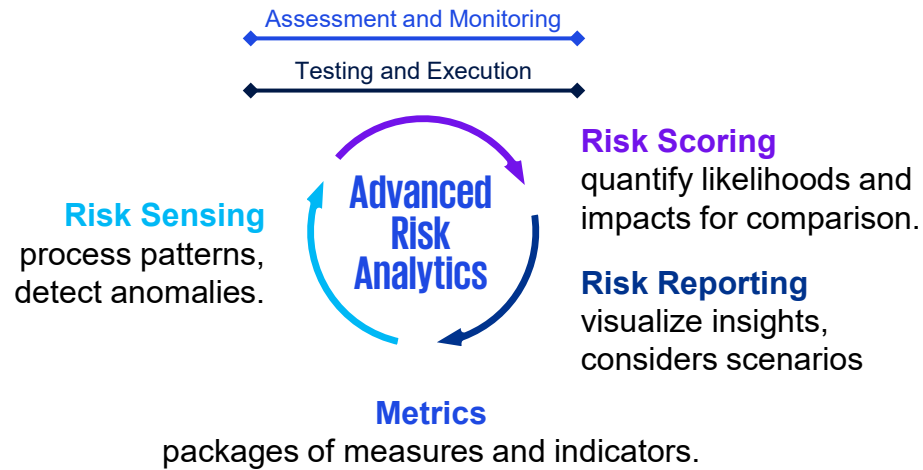 Assessment and Monitoring
Testing and Execution
Advanced
Risk
Analytics
Risk Scoring
quantify likelihoods and
impacts for comparison.
Risk Sensing
process patterns,
detect anomalies.
Risk Reporting
visualize insights,
considers scenarios
Metrics
packages of measures and indicators.